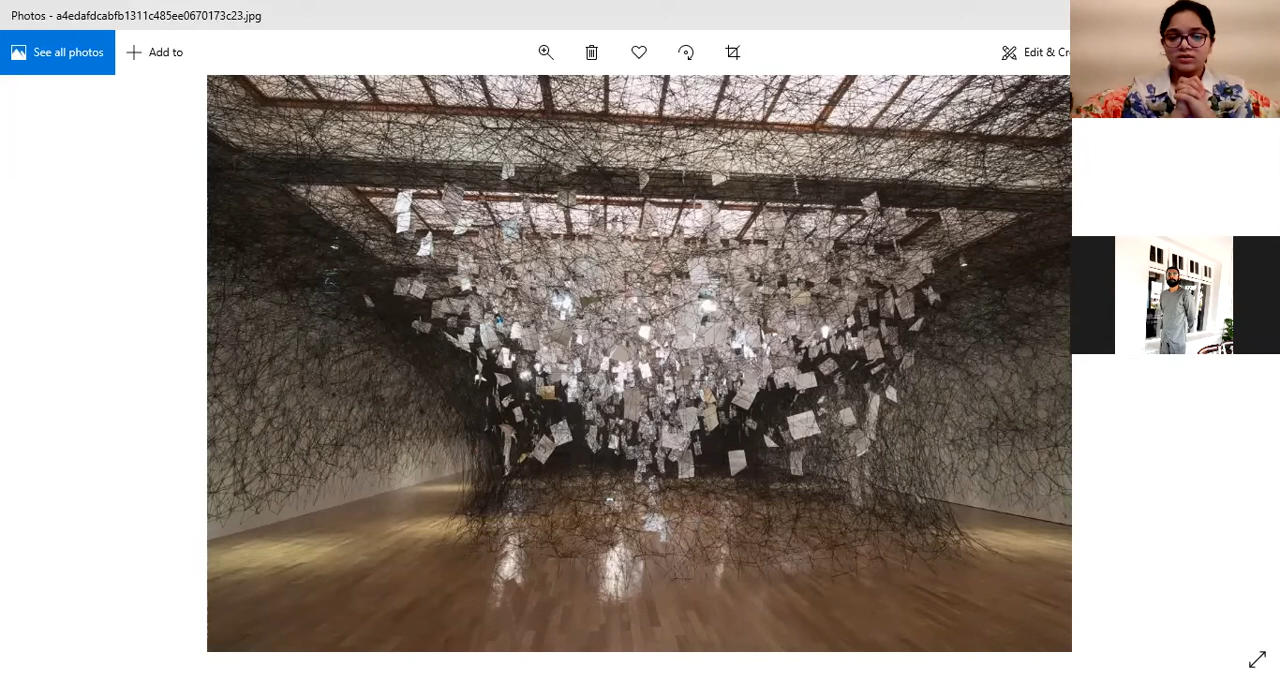 Photos - a4edafdcabfb1311c485ee0670173c23.jpg
See all photos
Add to
Edit & Cr